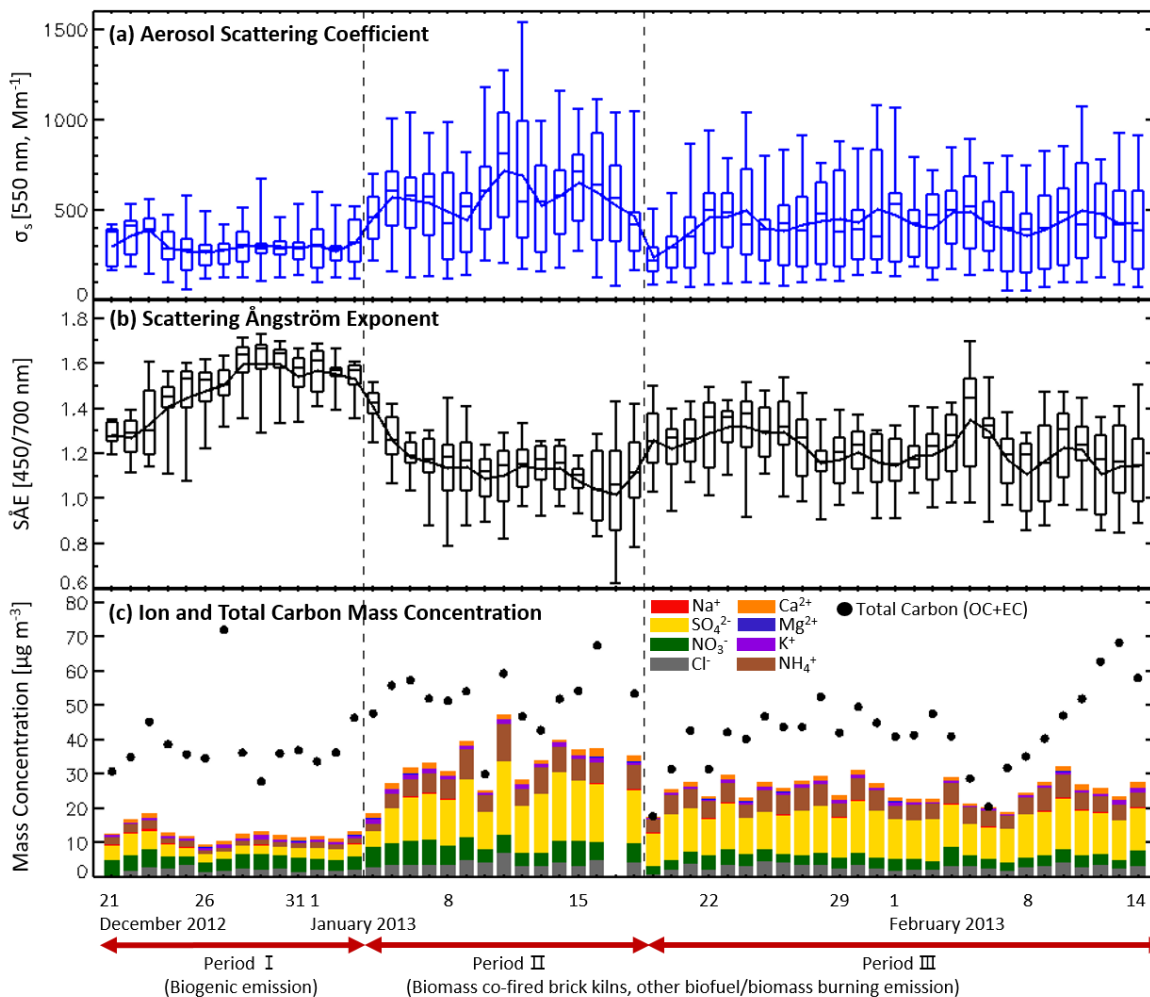 (a) Aerosol Scattering Coefficient
σs [550 nm, Mm-1]
1500
1000
500
0
(b) Scattering Ångström Exponent
SÅE [450/700 nm]
1.8
1.6
1.4
1.2
1.0
0.8
0.6
(c) Ion and Total Carbon Mass Concentration
Mass Concentration [µg m-3]
80
70
60
50
40
30
20
10
0
Na+
SO42-
NO3-
Cl-
Ca2+
Mg2+
K+
NH4+
Total Carbon (OC+EC)
21 26 31 1 8 15 22 29 1 8 14
December 2012 January 2013 February 2013
Period I Period II Period III
(Biogenic emission) (Biomass co-fired brick kilns, other biofuel/biomass burning emission)